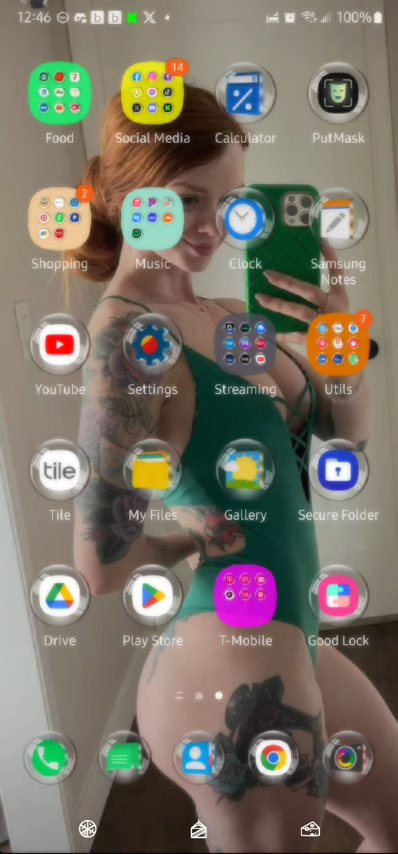 12:46
100%
14
Food
Social Media
Calculator
PutMask
2
Shopping
Music
Clock
Samsung
Notes
7
YouTube
Settings
Streaming
Utils
tile
Tile
My Files
Gallery
Secure Folder
Drive
Play Store
T-Mobile
Good Lock